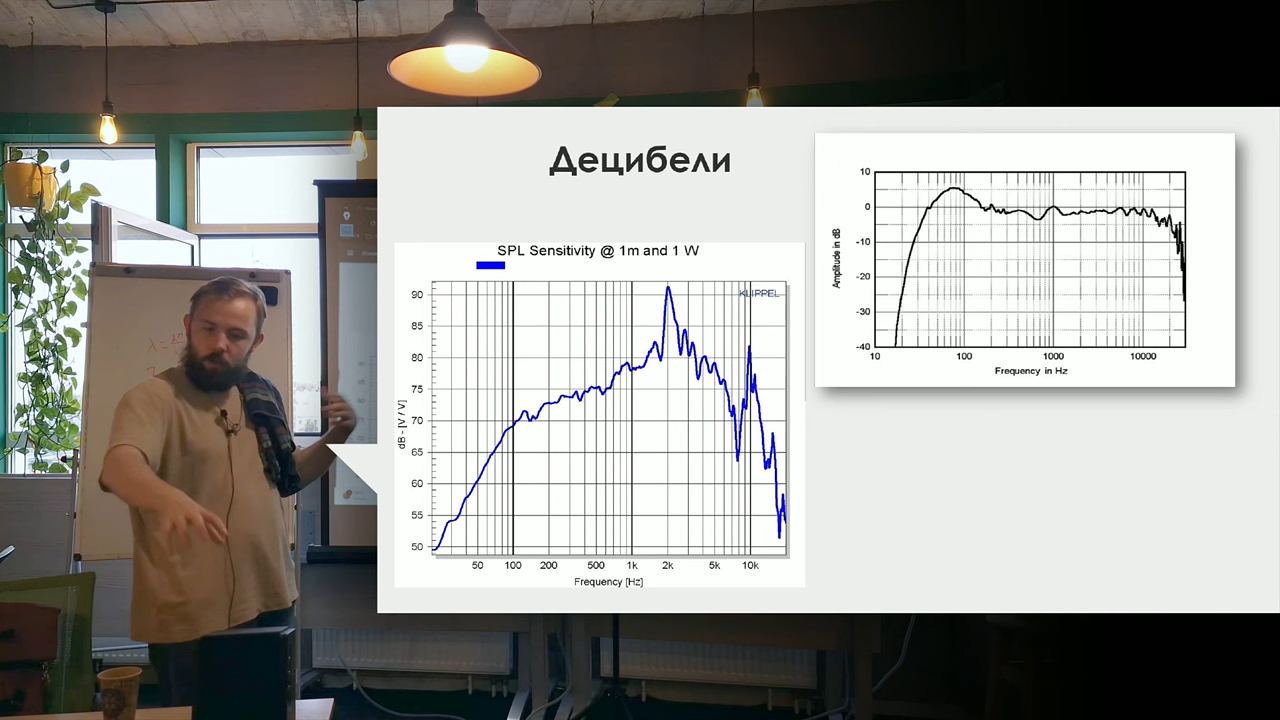 Децибели
SPL Sensitivity @ 1m and 1 W
KLIPPEL
dB - [V / V]
90
85
80
75
70
65
60
55
50
50 100 200 500 1k 2k 5k 10k
Frequency [Hz]
Amplitude in dB
10
0
-10
-20
-30
-40
10 100 1000 10000
Frequency in Hz
λ=